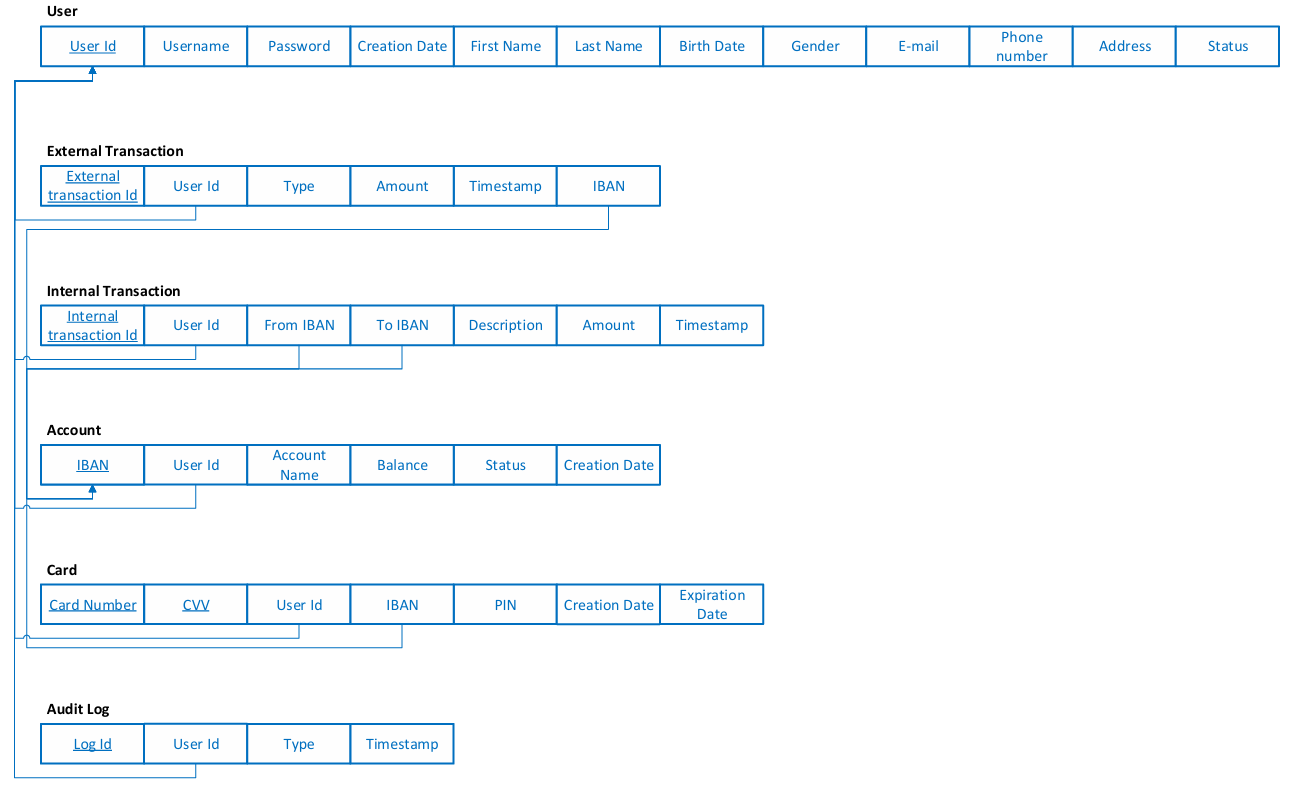 User
User Id Username Password Creation Date First Name Last Name Birth Date Gender E-mail Phone number Address Status
External Transaction
External transaction Id User Id Type Amount Timestamp IBAN
Internal Transaction
Internal transaction Id User Id From IBAN To IBAN Description Amount Timestamp
Account
IBAN User Id Account Name Balance Status Creation Date
Card
Card Number CVV User Id IBAN PIN Creation Date Expiration Date
Audit Log
Log Id User Id Type Timestamp